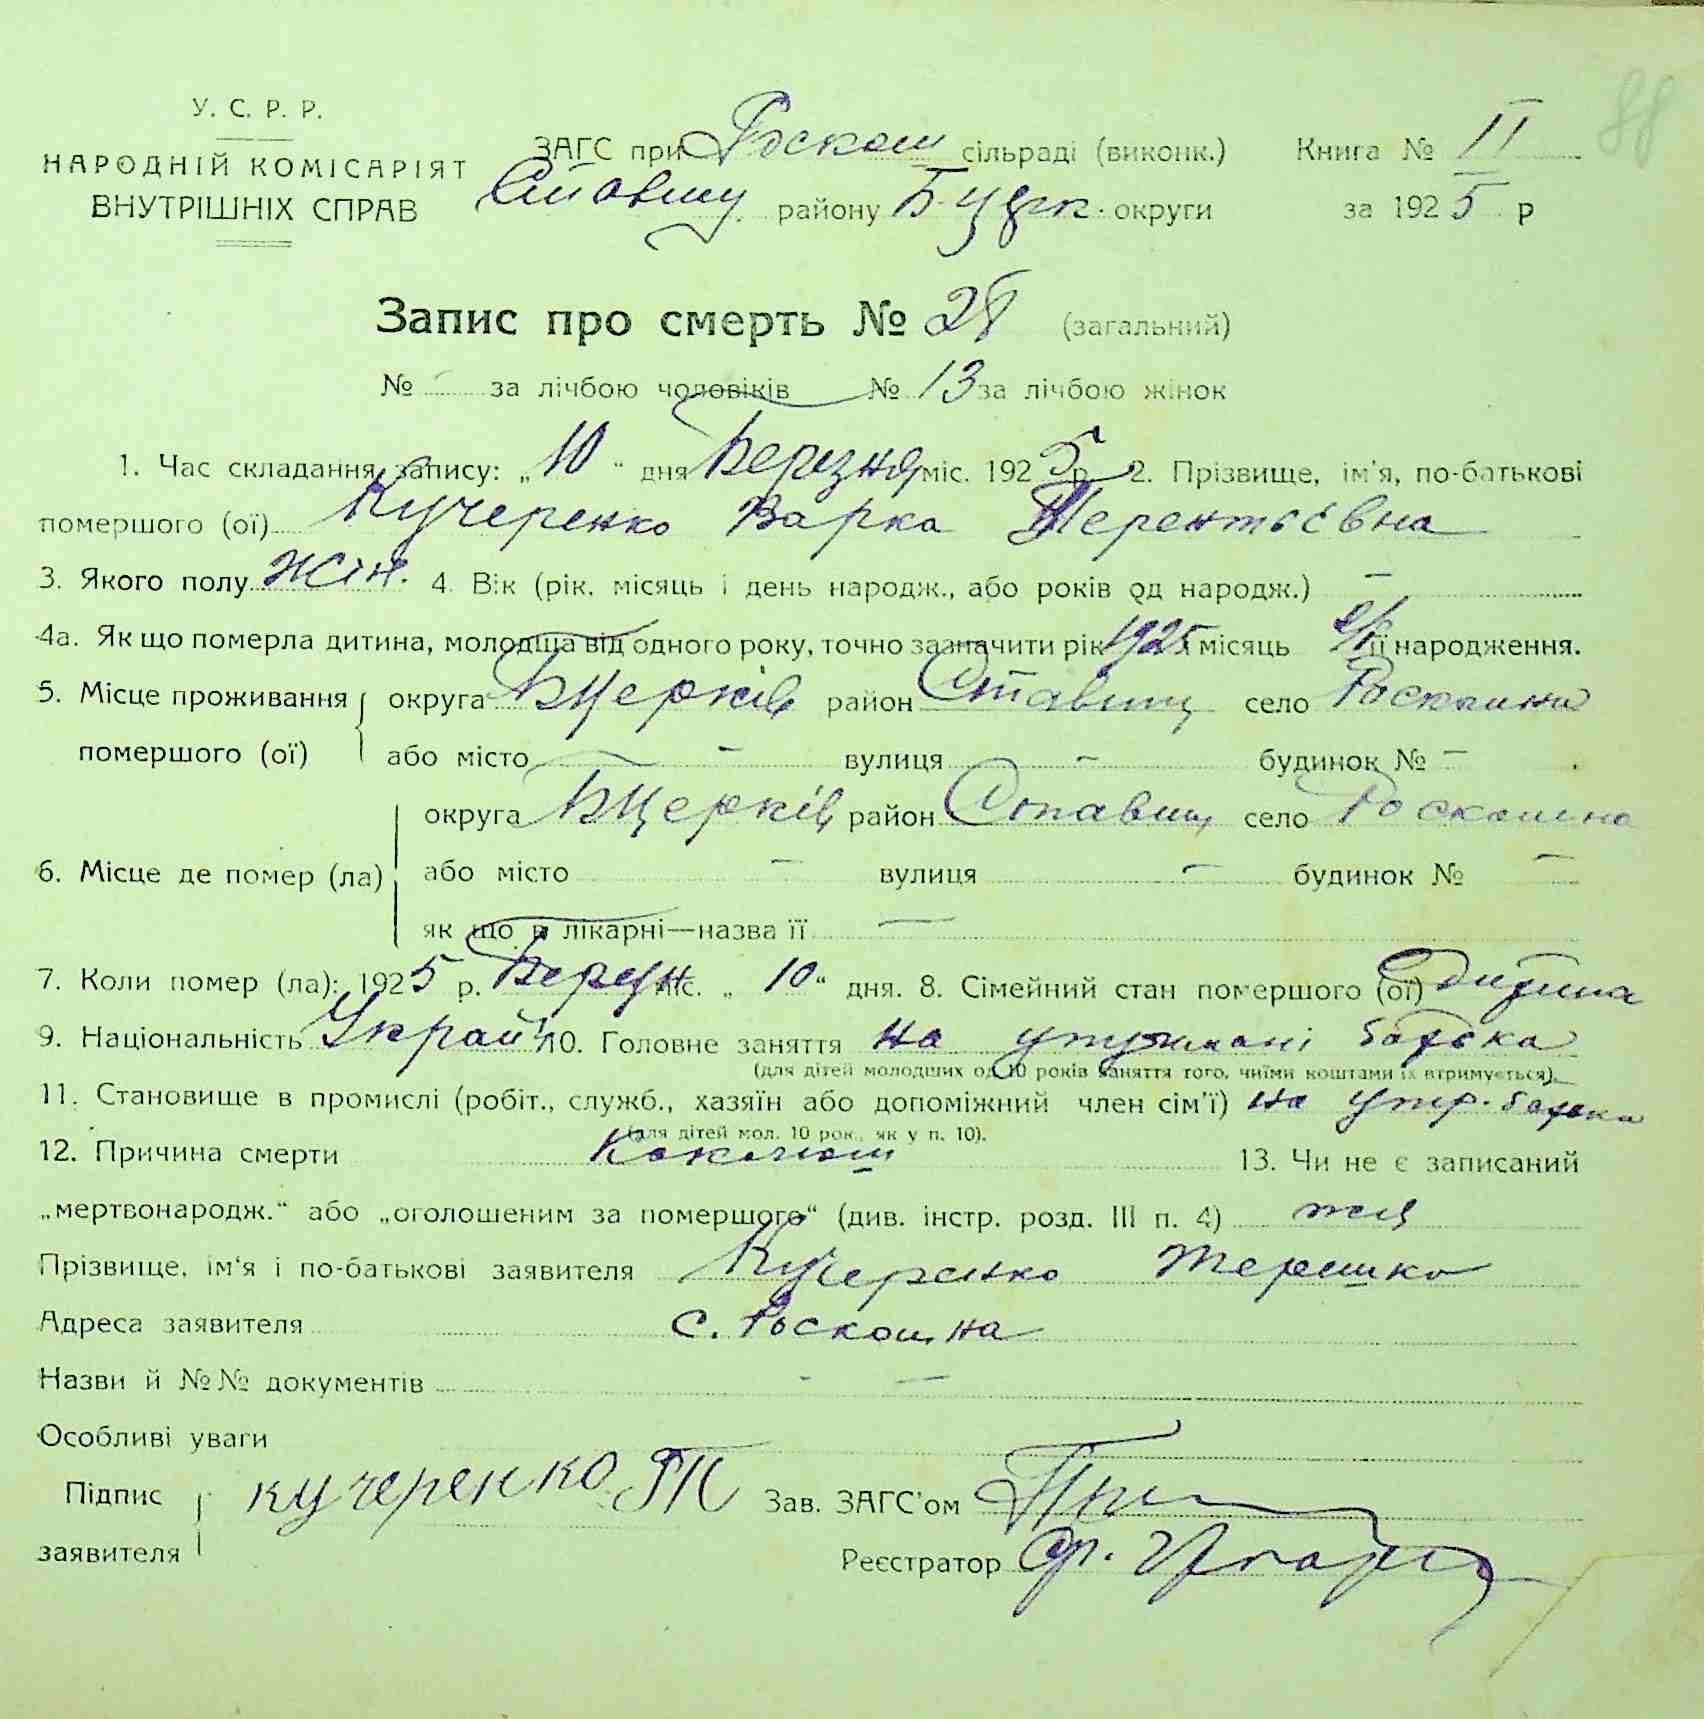 У. С. Р. Р.
НАРОДНІЙ КОМІСАРІЯТ
ВНУТРІШНІХ СПРАВ
88
ЗАГС при Роскош сільраді (виконк.) Книга № II
Ставищ. району Б. Церк. округи за 1925 р
Запис про смерть № (загальний)
№ - за лічбою чоловіків № 13 за лічбою жінок
1. Час складання запису: „10" дня Березня міс. 1925 р. 2. Прізвище, ім'я, по-батькові
помершого (ої) Кучеренко Варка Терентьєвна
3. Якого полу жін. 4. Вік (рік, місяць і день народж., або років од народж.) —
4а. Як що померла дитина, молодща від одного року, точно зазначити рік 1925 і місяць її народження.
5. Місце проживання округа БЦерків район Ставищ село Роскошна
помершого (ої) або місто — вулиця — будинок № —
округа БЦерків район Ставищ село Роскошна
6. Місце де помер (ла) або місто — вулиця — будинок № —
як що в лікарні—назва її —
7. Коли помер (ла): 1925 р. Березн міс. „10" дня. 8. Сімейний стан помершого (ої) Дитина
9. Національність Украй 10. Головне заняття на утримані батька
(для дітей молодших од 10 років заняття того, чиїми коштами їх втримується).
11. Становище в промислі (робіт., служб., хазяїн або допоміжний член сім'ї) на утр. батька
(для дітей мол. 10 рок., як у п. 10).
12. Причина смерти Коклюш 13. Чи не є записаний
„мертвонародж." або „оголошеним за помершого" (див. інстр. розд. III п. 4)
Прізвище, ім'я і по-батькові заявителя Кучеренко Терешко
Адреса заявителя с. Роскошна
Назви й №№ документів — —
Особливі уваги
Підпис заявителя кучеренко Зав. ЗАГС'ом
Реєстратор